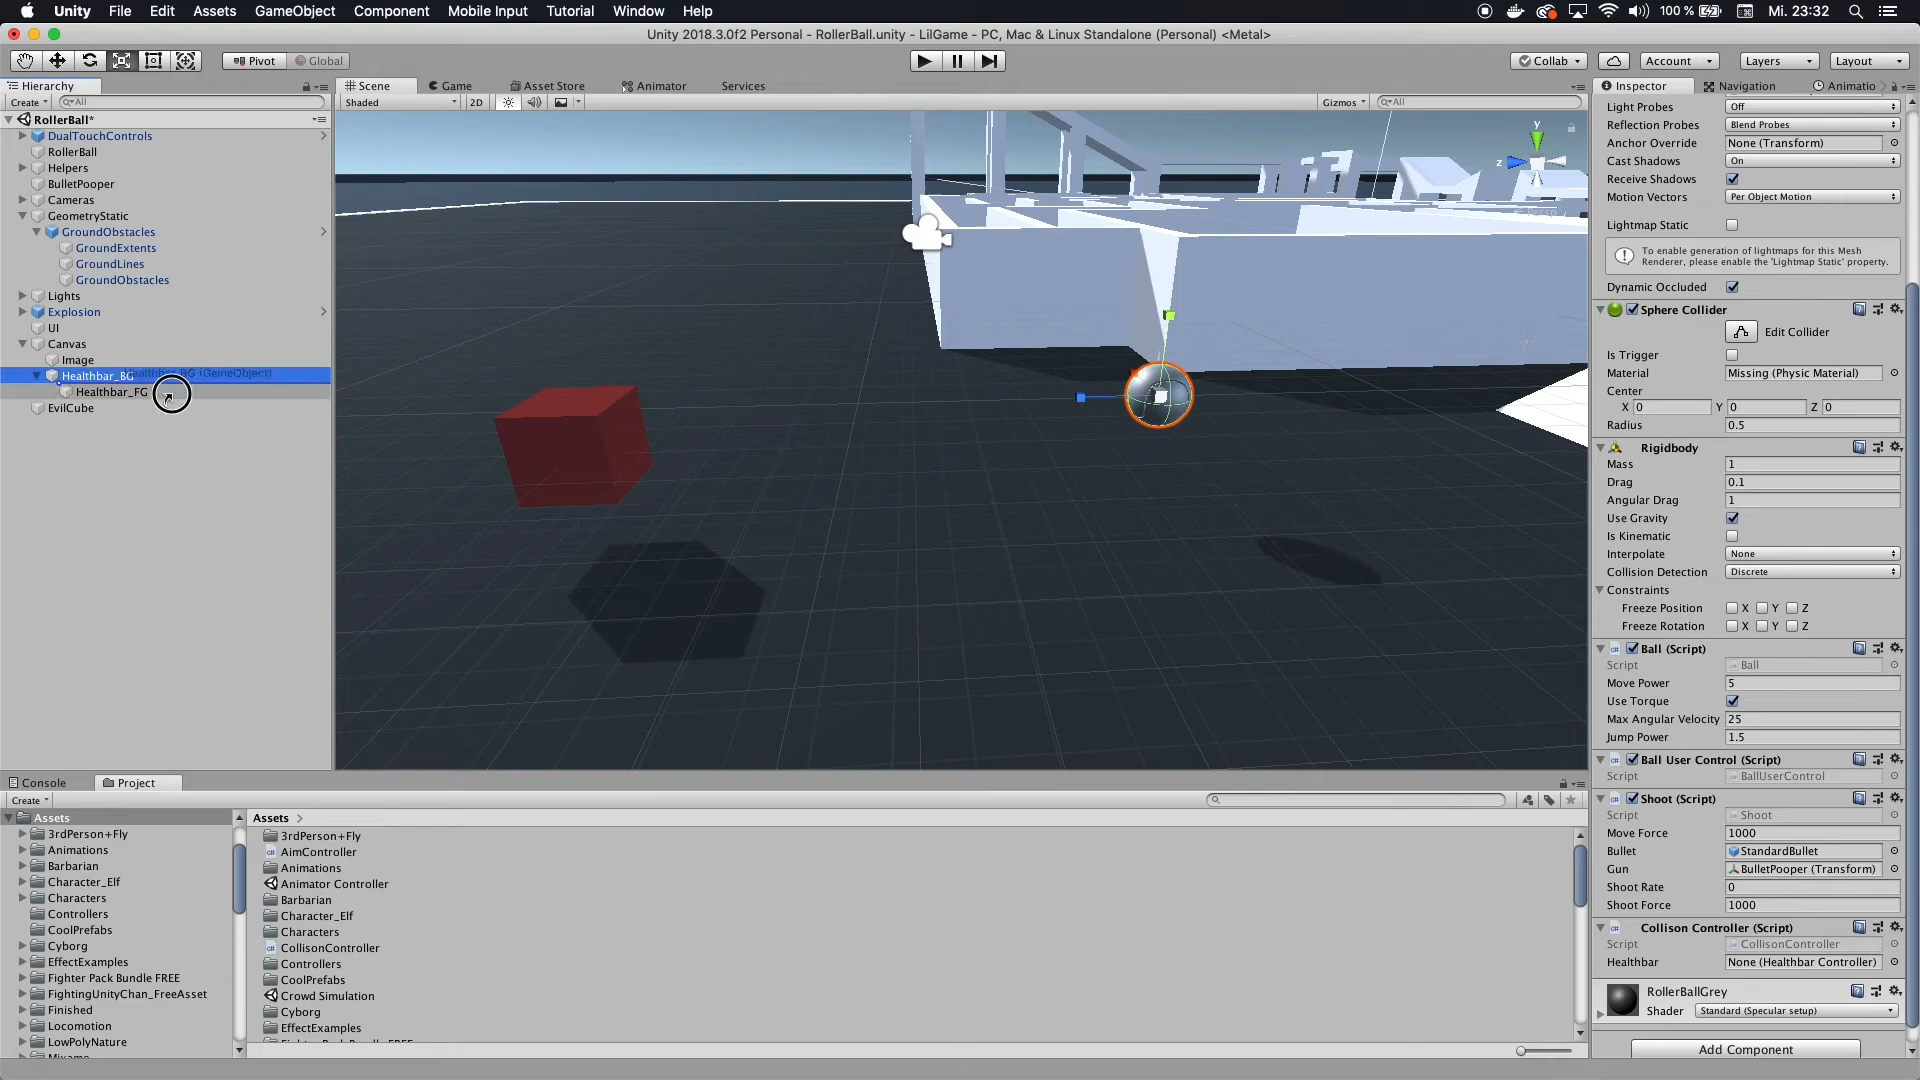 Unity File Edit Assets GameObject Component Mobile Input Tutorial Window Help 100 % Mi. 23:32
Unity 2018.3.0f2 Personal - RollerBall.unity - LilGame - PC, Mac & Linux Standalone (Personal) <Metal>
Pivot Global Collab Account Layers Layout
Hierarchy Scene Game Asset Store Animator Services Inspector Navigation Animatio
Create All Shaded 2D Gizmos All
RollerBall*
DualTouchControls
RollerBall
Helpers
BulletPooper
Cameras
GeometryStatic
GroundObstacles
GroundExtents
GroundLines
GroundObstacles
Lights
Explosion
UI
Canvas
Image
Healthbar_BG
Healthbar_BG (GameObject)
Healthbar_FG
EvilCube
y
z
Persp
Light Probes Off
Reflection Probes Blend Probes
Anchor Override None (Transform)
Cast Shadows On
Receive Shadows
Motion Vectors Per Object Motion
Lightmap Static
To enable generation of lightmaps for this Mesh
Renderer, please enable the 'Lightmap Static' property.
Dynamic Occluded
Sphere Collider
Edit Collider
Is Trigger
Material Missing (Physic Material)
Center
X 0 Y 0 Z 0
Radius 0.5
Rigidbody
Mass 1
Drag 0.1
Angular Drag 1
Use Gravity
Is Kinematic
Interpolate None
Collision Detection Discrete
Constraints
Freeze Position X Y Z
Freeze Rotation X Y Z
Ball (Script)
Script Ball
Move Power 5
Use Torque
Max Angular Velocity 25
Jump Power 1.5
Ball User Control (Script)
Script BallUserControl
Shoot (Script)
Script Shoot
Move Force 1000
Bullet StandardBullet
Gun BulletPooper (Transform)
Shoot Rate 0
Shoot Force 1000
Collison Controller (Script)
Script CollisonController
Healthbar None (Healthbar Controller)
RollerBallGrey
Shader Standard (Specular setup)
Add Component
Console Project
Create
Assets
3rdPerson+Fly
Animations
Barbarian
Character_Elf
Characters
Controllers
CoolPrefabs
Cyborg
EffectExamples
Fighter Pack Bundle FREE
FightingUnityChan_FreeAsset
Finished
Locomotion
LowPolyNature
Mixamo
Assets
3rdPerson+Fly
AimController
Animations
Animator Controller
Barbarian
Character_Elf
Characters
CollisonController
Controllers
CoolPrefabs
Crowd Simulation
Cyborg
EffectExamples
Fighter Pack Bundle FREE